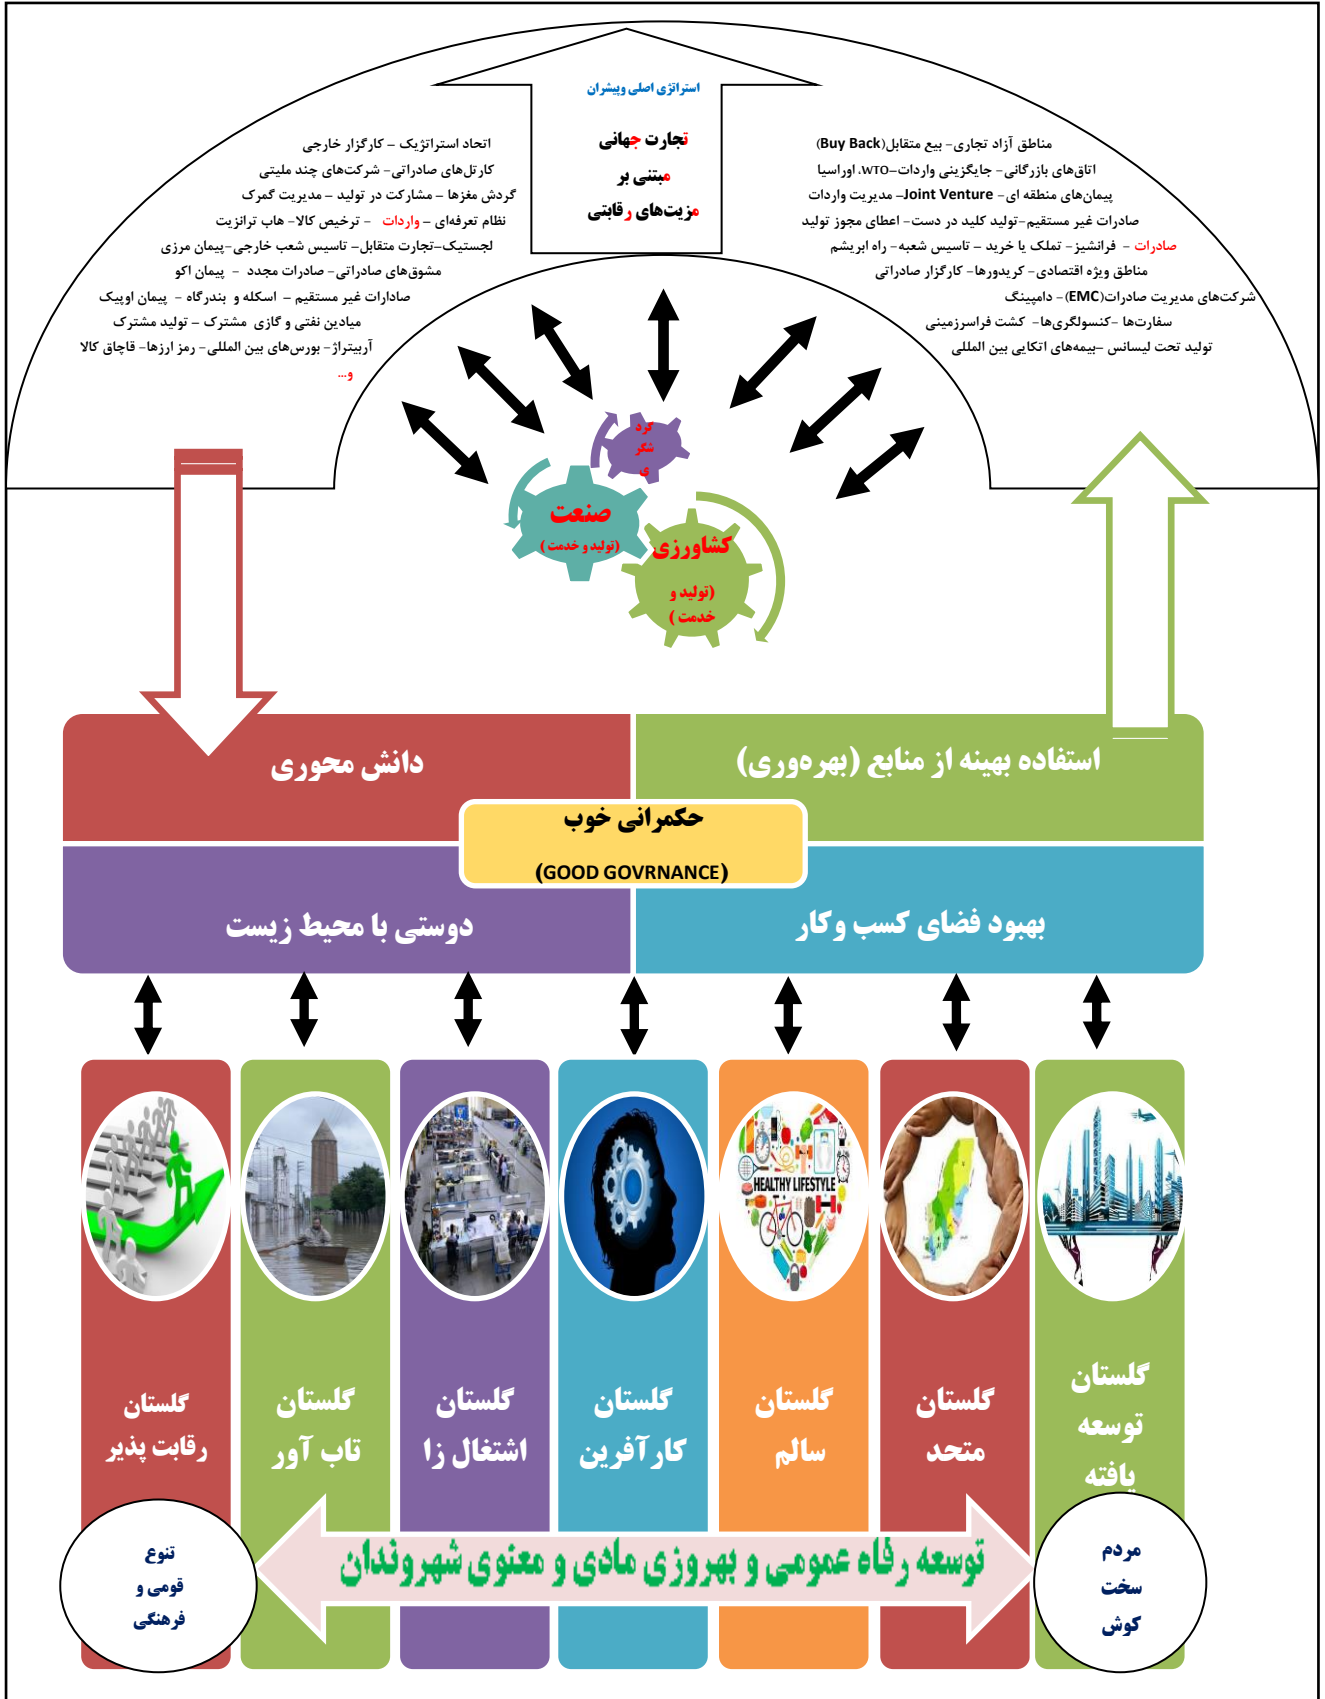 استراتژی اصلی وپیشران
تجارت جهانی
مبتنی بر
مزیت‌های رقابتی
مناطق آزاد تجاری- بیع متقابل(Buy Back)
اتاق‌های بازرگانی- جایگزینی واردات-WTO، اوراسیا
پیمان‌های منطقه ای- Joint Venture- مدیریت واردات
صادرات غیر مستقیم-تولید کلید در دست- اعطای مجوز تولید
صادرات - فرانشیز- تملک یا خرید - تاسیس شعبه- راه ابریشم
مناطق ویژه اقتصادی- کریدورها- کارگزار صادراتی
شرکت‌های مدیریت صادرات(EMC)- دامپینگ
سفارت‌ها -کنسولگری‌ها- کشت فراسرزمینی
تولید تحت لیسانس -بیمه‌های اتکایی بین المللی
اتحاد استراتژیک - کارگزار خارجی
کارتل‌های صادراتی- شرکت‌های چند ملیتی
گردش مغزها - مشارکت در تولید - مدیریت گمرک
نظام تعرفه‌ای - واردات - ترخیص کالا- هاب ترانزیت
لجستیک-تجارت متقابل- تاسیس شعب خارجی-پیمان مرزی
مشوق‌های صادراتی- صادرات مجدد - پیمان اکو
صادارات غیر مستقیم - اسکله و بندرگاه - پیمان اوپیک
میادین نفتی و گازی مشترک - تولید مشترک
آربیتراژ- بورس‌های بین المللی- رمز ارزها- قاچاق کالا
و...
گرد
شگر
ی
صنعت
(تولید و خدمت )
کشاورزی
(تولید و
خدمت )
استفاده بهینه از منابع (بهره‌وری)
دانش محوری
حکمرانی خوب
(GOOD GOVRNANCE)
بهبود فضای کسب وکار
دوستی با محیط زیست
HEALTHY LIFESTYLE
گلستان
توسعه
یافته
گلستان
متحد
گلستان
سالم
گلستان
کارآفرین
گلستان
اشتغال زا
گلستان
تاب آور
گلستان
رقابت پذیر
مردم
سخت
کوش
توسعه رفاه عمومی و بهروزی مادی و معنوی شهروندان
تنوع
قومی و
فرهنگی